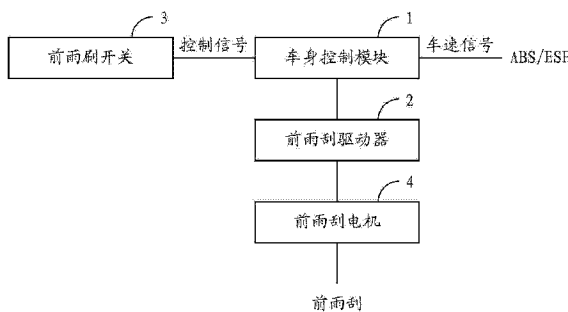 3
前雨刷开关
控制信号
1
车身控制模块
车速信号
ABS/ESP
2
前雨刮驱动器
4
前雨刮电机
前雨刮